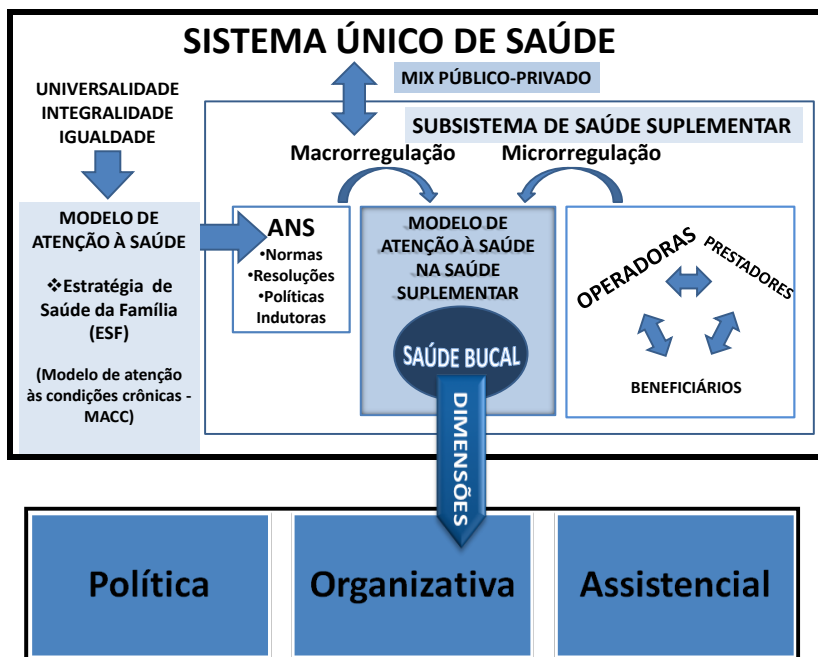 SISTEMA ÚNICO DE SAÚDE
MIX PÚBLICO-PRIVADO
UNIVERSALIDADE
INTEGRALIDADE
IGUALDADE
SUBSISTEMA DE SAÚDE SUPLEMENTAR
Macrorregulação
Microrregulação
MODELO DE
ATENÇÃO À SAÚDE
❖Estratégia de
Saúde da Família
(ESF)
(Modelo de atenção
às condições crônicas -
MACC)
ANS
•Normas
•Resoluções
•Políticas
Indutoras
MODELO DE
ATENÇÃO À SAÚDE
NA SAÚDE
SUPLEMENTAR
SAÚDE BUCAL
OPERADORAS
PRESTADORES
BENEFICIÁRIOS
DIMENSÕES
Política
Organizativa
Assistencial